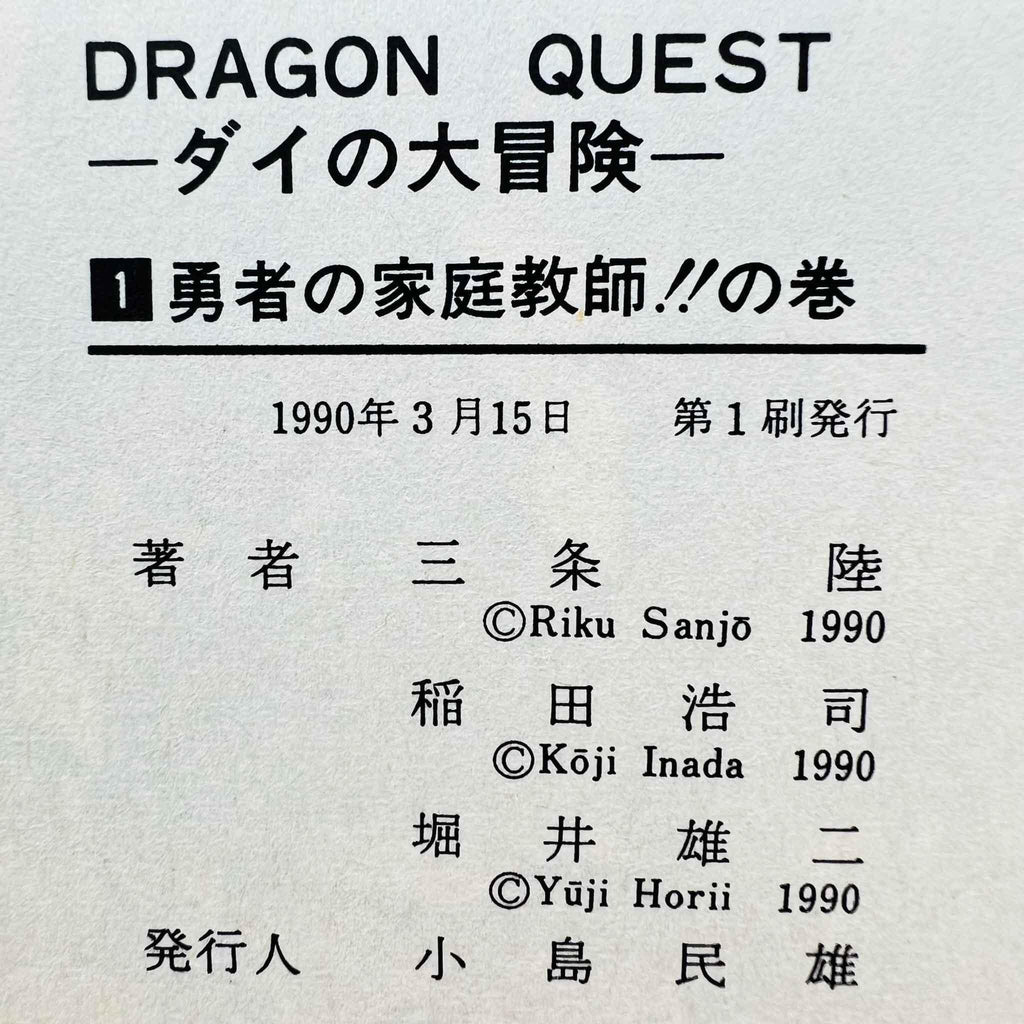 DRAGON QUEST
―ダイの大冒険―
1 勇者の家庭教師!!の巻
1990年3月15日 第1刷発行
著者 三条陸
©Riku Sanjō 1990
稲田浩司
©Kōji Inada 1990
堀井雄二
©Yūji Horii 1990
発行人 小島民雄